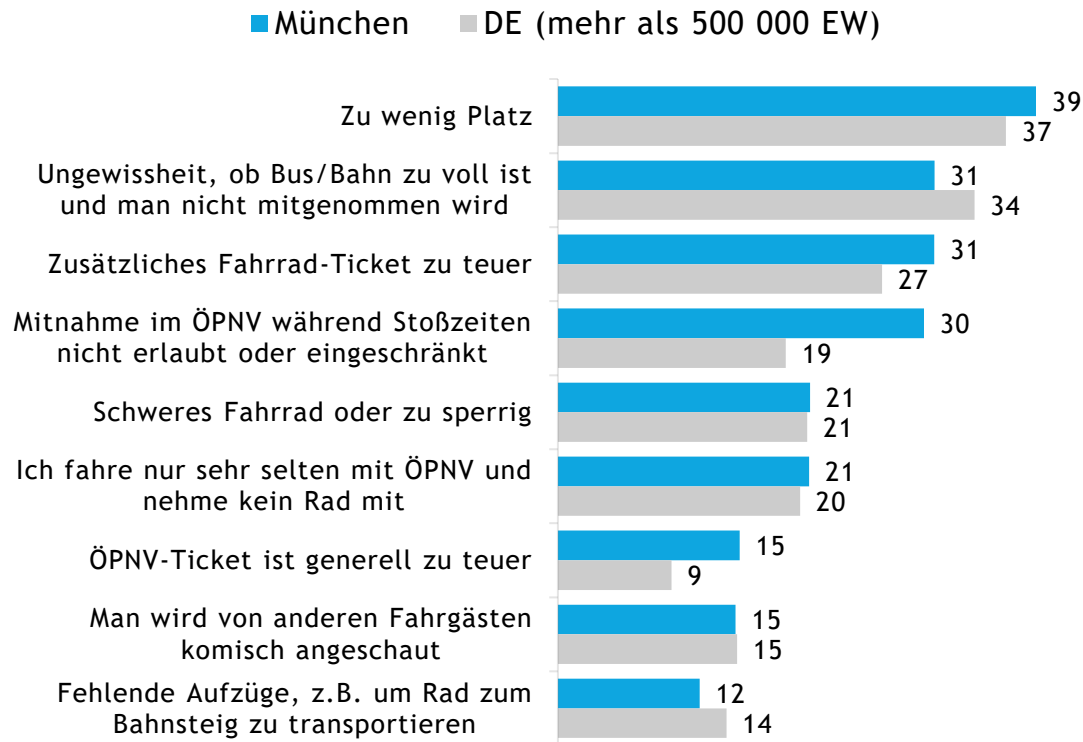 München DE (mehr als 500 000 EW)
Zu wenig Platz
39
37
Ungewissheit, ob Bus/Bahn zu voll ist
und man nicht mitgenommen wird
31
34
Zusätzliches Fahrrad-Ticket zu teuer
31
27
Mitnahme im ÖPNV während Stoßzeiten
nicht erlaubt oder eingeschränkt
30
19
Schweres Fahrrad oder zu sperrig
21
21
Ich fahre nur sehr selten mit ÖPNV und
nehme kein Rad mit
21
20
ÖPNV-Ticket ist generell zu teuer
15
9
Man wird von anderen Fahrgästen
komisch angeschaut
15
15
Fehlende Aufzüge, z.B. um Rad zum
Bahnsteig zu transportieren
12
14